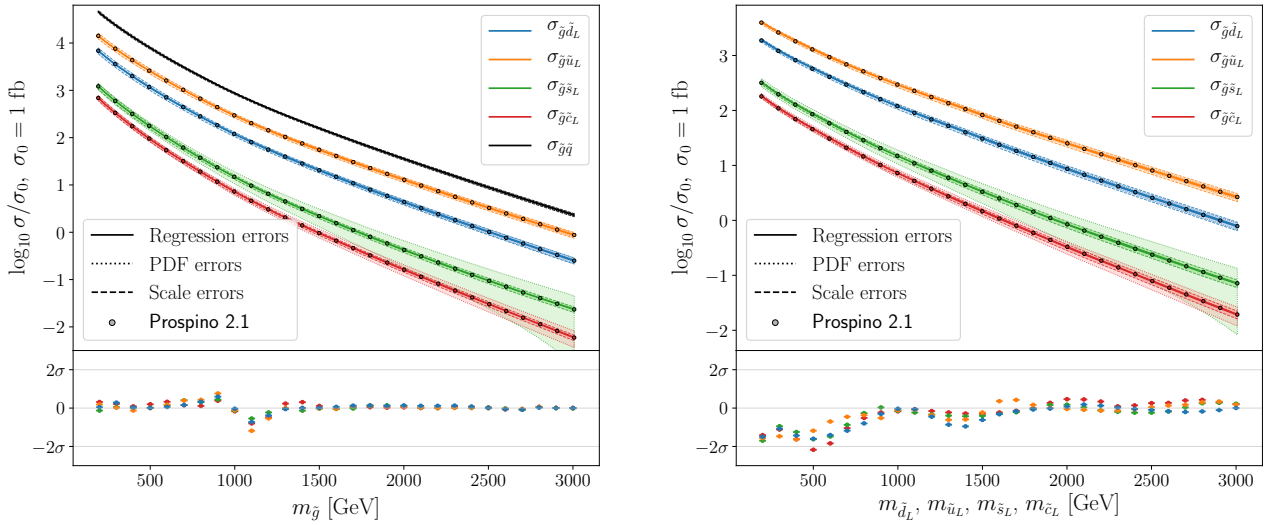 log₁₀ σ/σ₀, σ₀ = 1 fb
4
3
2
1
0
−1
−2
σ_{g̃d̃_L}
σ_{g̃ũ_L}
σ_{g̃s̃_L}
σ_{g̃c̃_L}
σ_{g̃q̃}
Regression errors
PDF errors
Scale errors
Prospino 2.1
2σ
0
−2σ
500 1000 1500 2000 2500 3000
m_{g̃} [GeV]
log₁₀ σ/σ₀, σ₀ = 1 fb
3
2
1
0
−1
−2
σ_{g̃d̃_L}
σ_{g̃ũ_L}
σ_{g̃s̃_L}
σ_{g̃c̃_L}
Regression errors
PDF errors
Scale errors
Prospino 2.1
2σ
0
−2σ
500 1000 1500 2000 2500 3000
m_{d̃_L}, m_{ũ_L}, m_{s̃_L}, m_{c̃_L} [GeV]